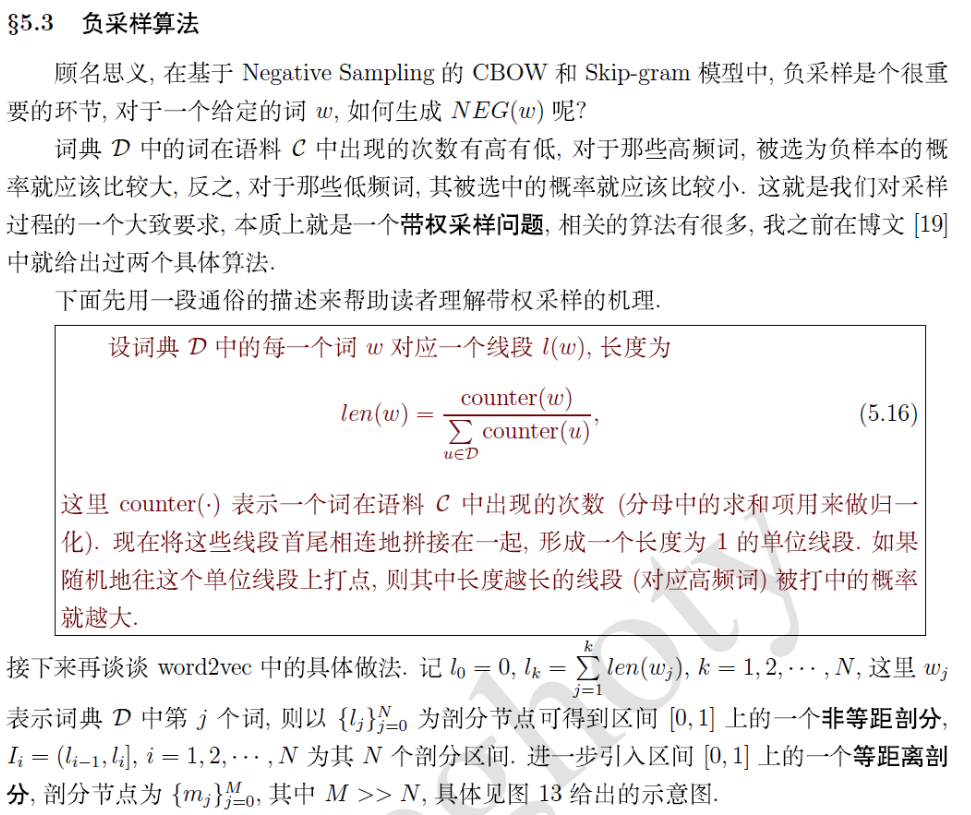 §5.3 负采样算法
顾名思义, 在基于 Negative Sampling 的 CBOW 和 Skip-gram 模型中, 负采样是个很重
要的环节, 对于一个给定的词 w, 如何生成 NEG(w) 呢?
词典 𝒟 中的词在语料 𝒞 中出现的次数有高有低, 对于那些高频词, 被选为负样本的概
率就应该比较大, 反之, 对于那些低频词, 其被选中的概率就应该比较小. 这就是我们对采样
过程的一个大致要求, 本质上就是一个带权采样问题, 相关的算法有很多, 我之前在博文 [19]
中就给出过两个具体算法.
下面先用一段通俗的描述来帮助读者理解带权采样的机理.
设词典 𝒟 中的每一个词 w 对应一个线段 l(w), 长度为
len(w) = counter(w) / ∑_{u∈𝒟} counter(u), (5.16)
这里 counter(·) 表示一个词在语料 𝒞 中出现的次数 (分母中的求和项用来做归一
化). 现在将这些线段首尾相连地拼接在一起, 形成一个长度为 1 的单位线段. 如果
随机地往这个单位线段上打点, 则其中长度越长的线段 (对应高频词) 被打中的概率
就越大.
接下来再谈谈 word2vec 中的具体做法. 记 l_0 = 0, l_k = ∑_{j=1}^{k} len(w_j), k = 1, 2, ⋯, N, 这里 w_j
表示词典 𝒟 中第 j 个词, 则以 {l_j}_{j=0}^{N} 为剖分节点可得到区间 [0, 1] 上的一个非等距剖分,
I_i = (l_{i−1}, l_i], i = 1, 2, ⋯, N 为其 N 个剖分区间. 进一步引入区间 [0, 1] 上的一个等距离剖
分, 剖分节点为 {m_j}_{j=0}^{M}, 其中 M >> N, 具体见图 13 给出的示意图.
ghoty